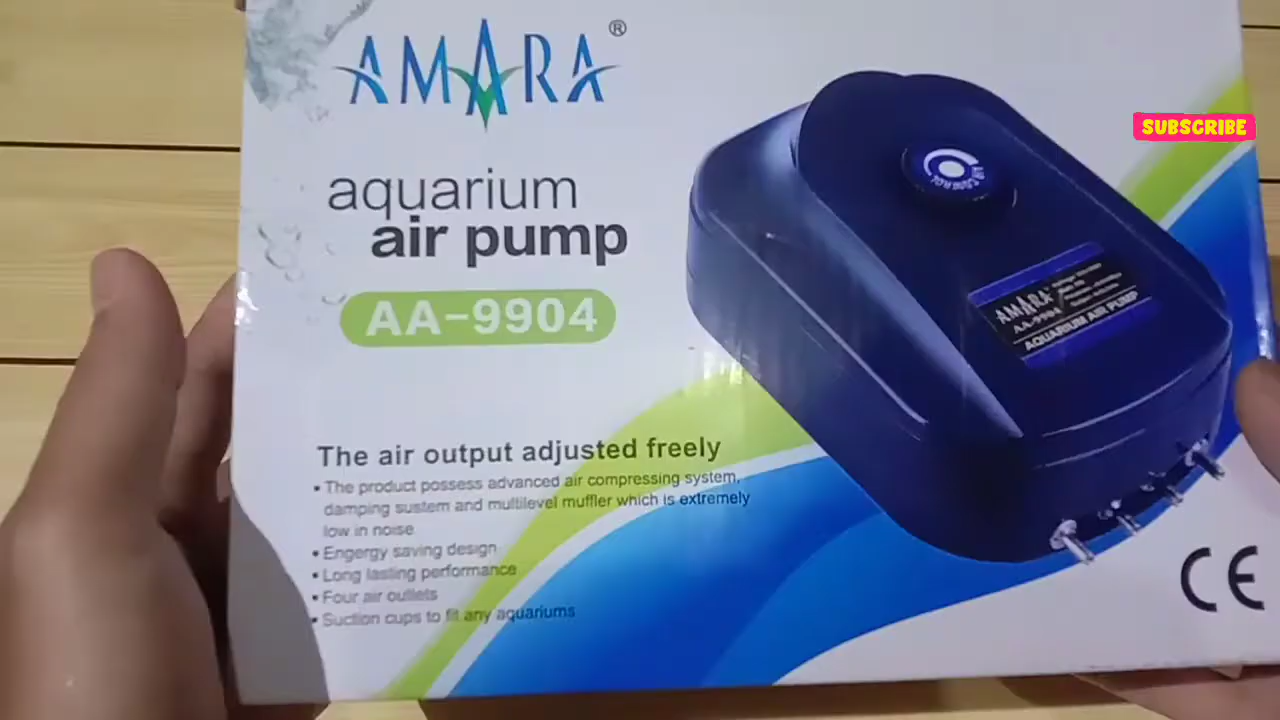 AMARA®
aquarium
air pump
AA-9904
The air output adjusted freely
• The product possess advanced air compressing system,
damping sustem and multilevel muffler which is extremely
low in noise
• Engergy saving design
• Long lasting performance
• Four air outlets
• Suction cups to fit any aquariums
SUBSCRIBE
AIR CONTROL
AMARA
AA-9904
AQUARIUM AIR PUMP
CE